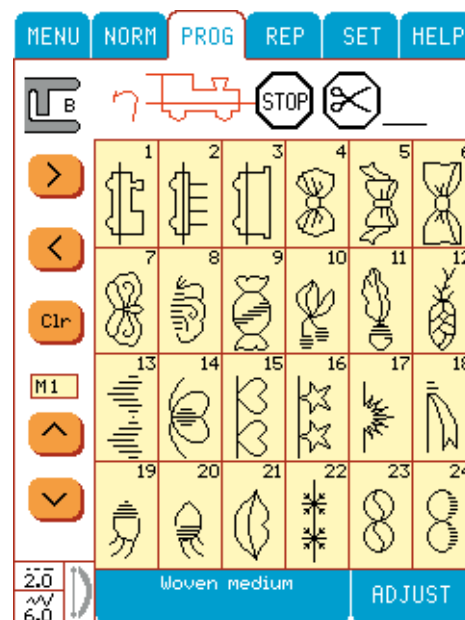 MENU NORM PROG REP SET HELP
B STOP
1 2 3 4 5 6
7 8 9 10 11 12
Clr
M1
13 14 15 16 17 18
19 20 21 22 23 24
2.0 Woven medium ADJUST
6.0